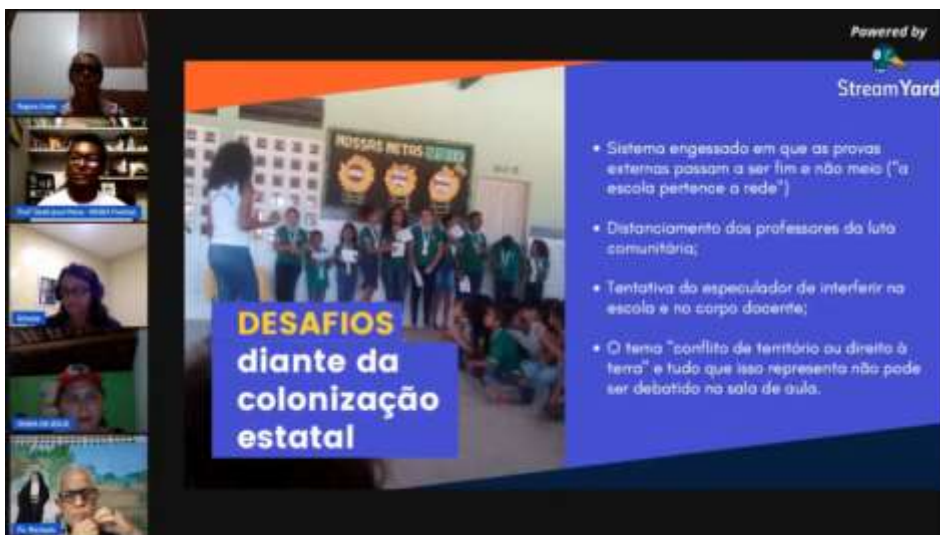 Powered by
StreamYard
NOSSAS METAS
DESAFIOS
diante da
colonização
estatal
• Sistema engessado em que as provas
externas passam a ser fim e não meio ("a
escola pertence a rede")
• Distanciamento dos professores da luta
comunitária;
• Tentativa do especulador de interferir na
escola e no corpo docente;
• O tema "conflito de território ou direito à
terra" e tudo que isso representa não pode
ser debatido na sala de aula.